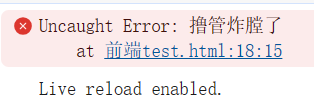 Uncaught Error: 撸管炸膛了
at 前端test.html:18:15
Live reload enabled.